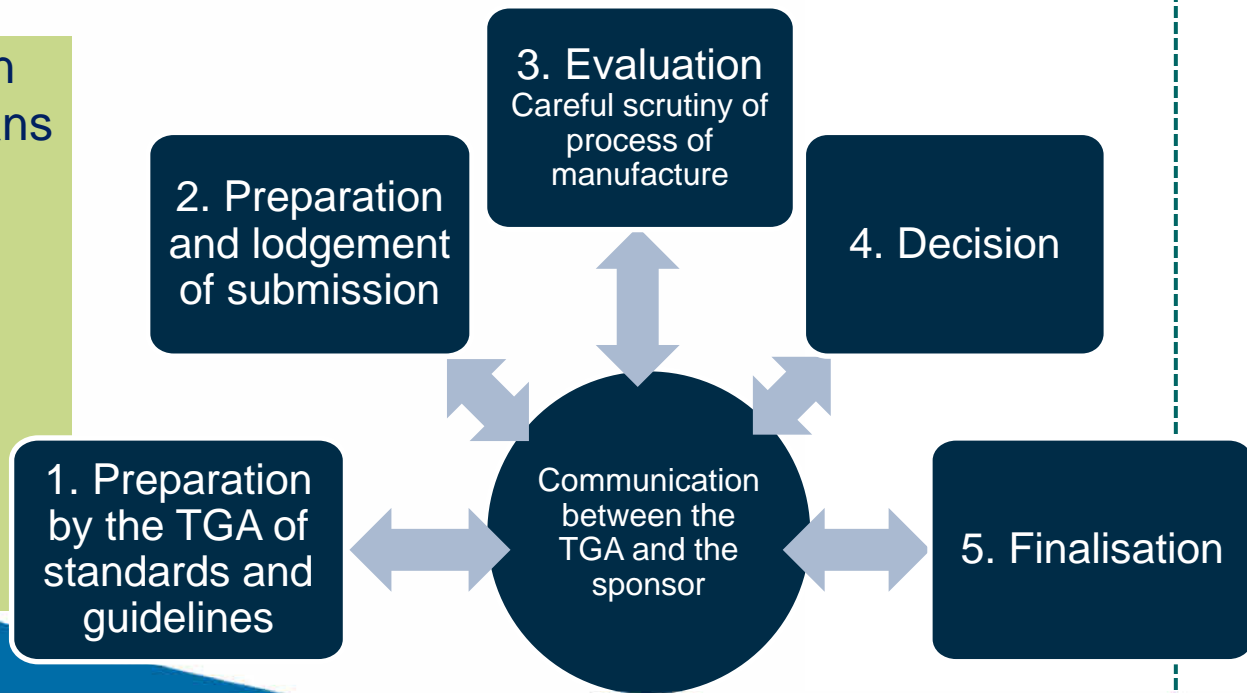 1. Preparation
by the TGA of
standards and
guidelines
2. Preparation
and lodgement
of submission
3. Evaluation
Careful scrutiny of
process of
manufacture
4. Decision
5. Finalisation
Communication
between the
TGA and the
sponsor